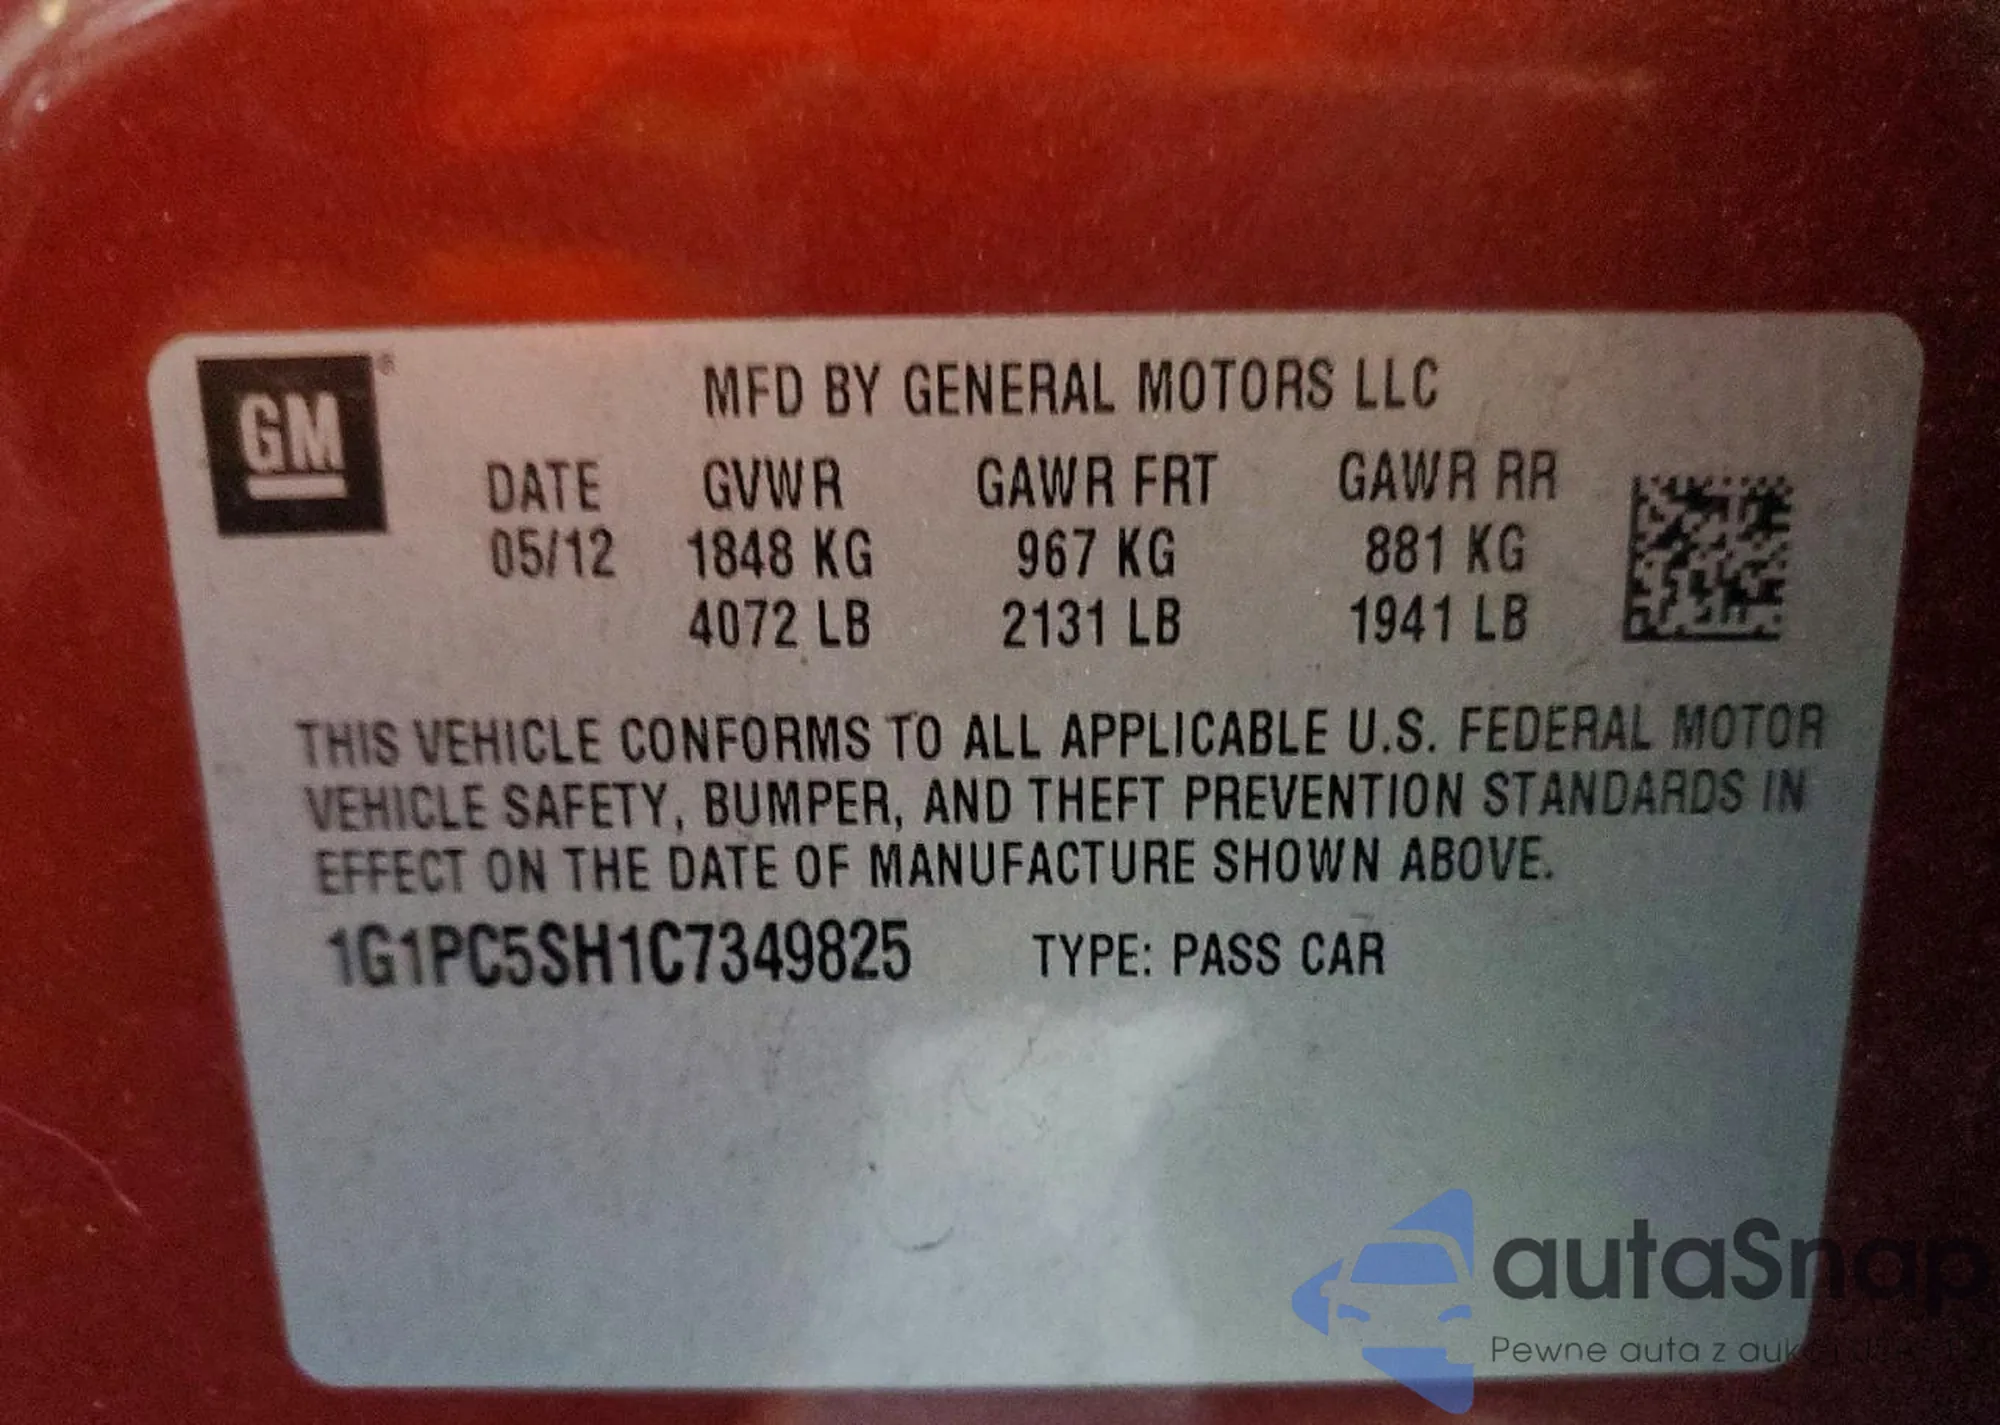 GM®
MFD BY GENERAL MOTORS LLC
DATE GVWR GAWR FRT GAWR RR
05/12 1848 KG 967 KG 881 KG
4072 LB 2131 LB 1941 LB
THIS VEHICLE CONFORMS TO ALL APPLICABLE U.S. FEDERAL MOTOR
VEHICLE SAFETY, BUMPER, AND THEFT PREVENTION STANDARDS IN
EFFECT ON THE DATE OF MANUFACTURE SHOWN ABOVE.
1G1PC5SH1C7349825 TYPE: PASS CAR
autaSnap
Pewne auta z